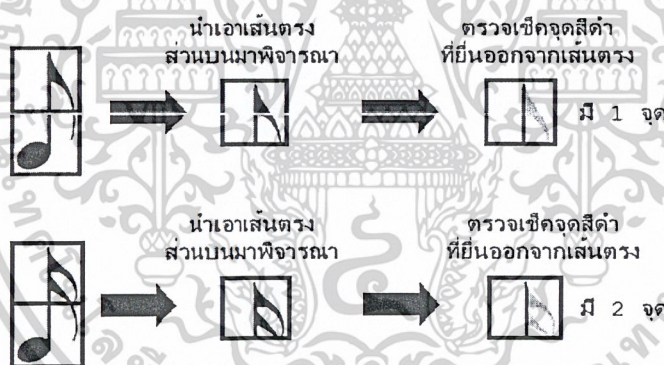 นำเอาเส้นตรง
ส่วนบนมาพิจารณา
ตรวจเช็คจุดสีดำ
ที่ยื่นออกจากเส้นตรง
มี 1 จุด
นำเอาเส้นตรง
ส่วนบนมาพิจารณา
ตรวจเช็คจุดสีดำ
ที่ยื่นออกจากเส้นตรง
มี 2 จุด